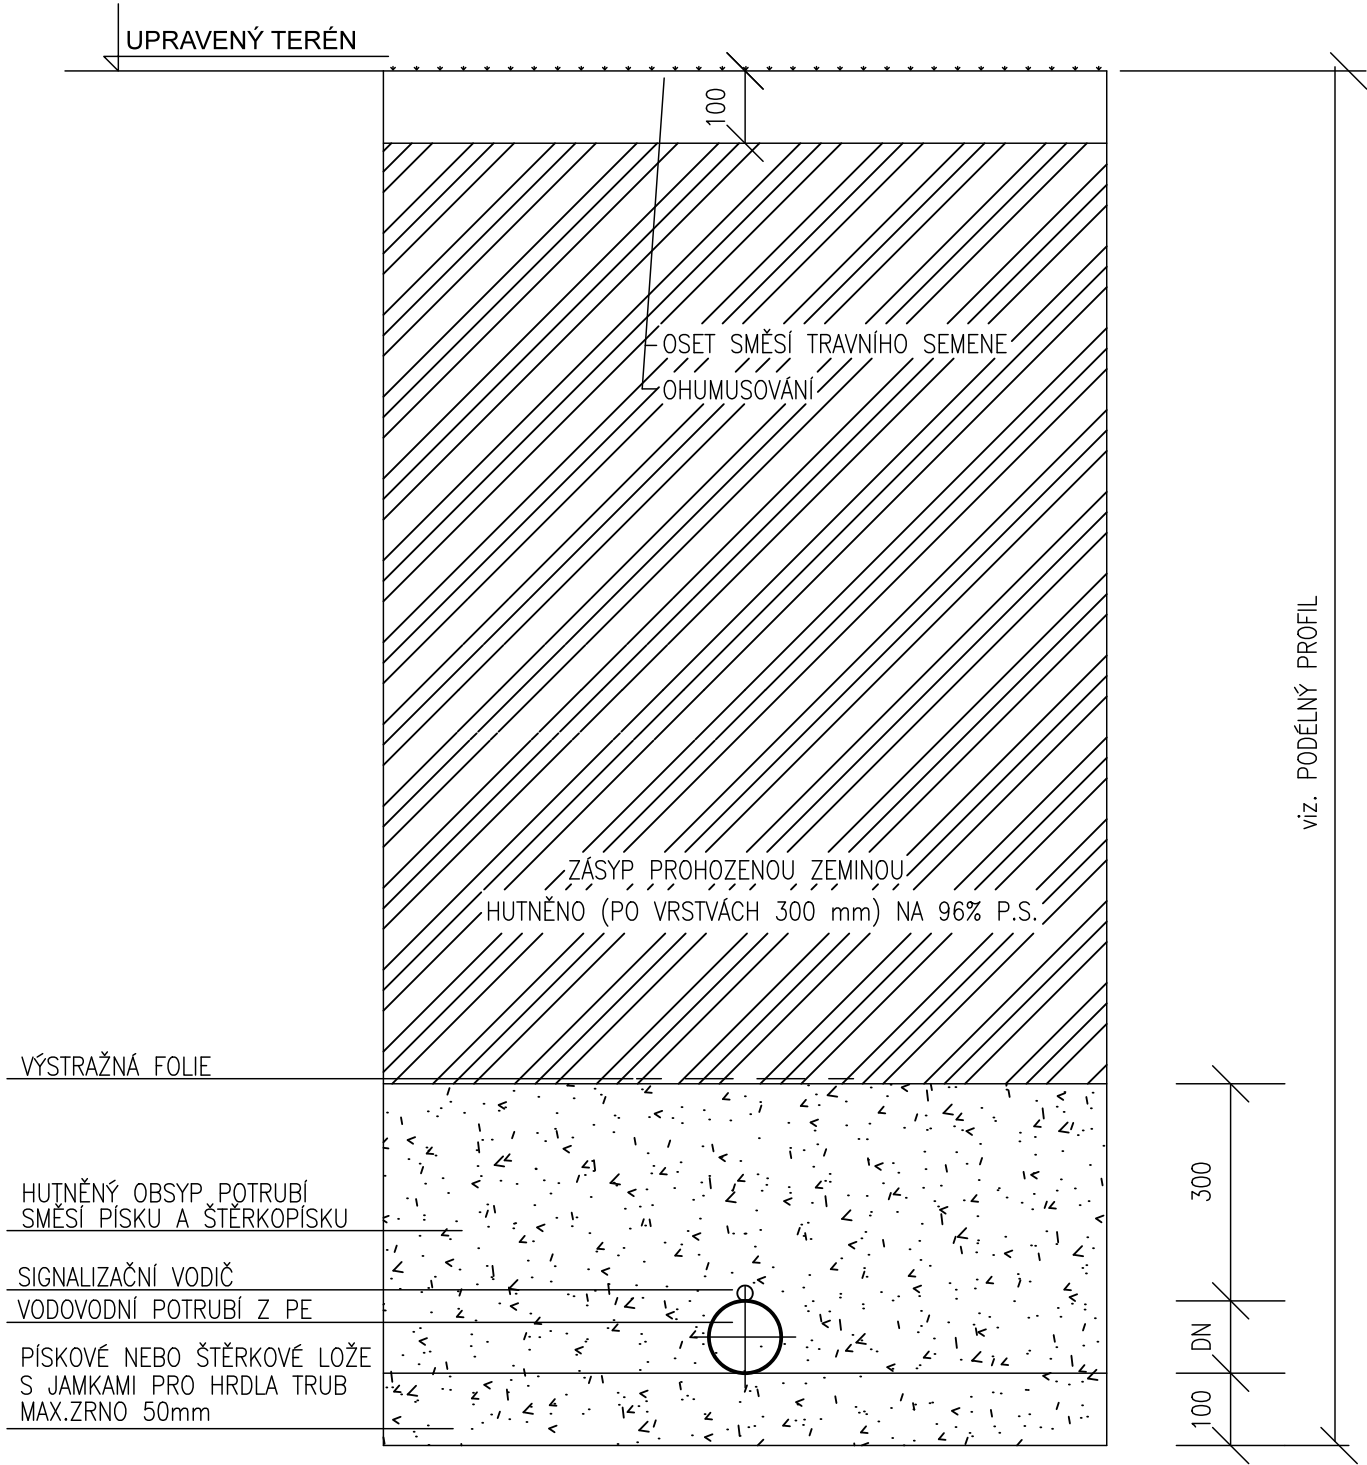 UPRAVENÝ TERÉN
100
OSET SMĚSÍ TRAVNÍHO SEMENE
OHUMUSOVÁNÍ
viz. PODÉLNÝ PROFIL
ZÁSYP PROHOZENOU ZEMINOU
HUTNĚNO (PO VRSTVÁCH 300 mm) NA 96% P.S.
VÝSTRAŽNÁ FOLIE
HUTNĚNÝ OBSYP POTRUBÍ
SMĚSÍ PÍSKU A ŠTĚRKOPÍSKU
300
SIGNALIZAČNÍ VODIČ
VODOVODNÍ POTRUBÍ Z PE
DN
PÍSKOVÉ NEBO ŠTĚRKOVÉ LOŽE
S JAMKAMI PRO HRDLA TRUB
MAX.ZRNO 50mm
100